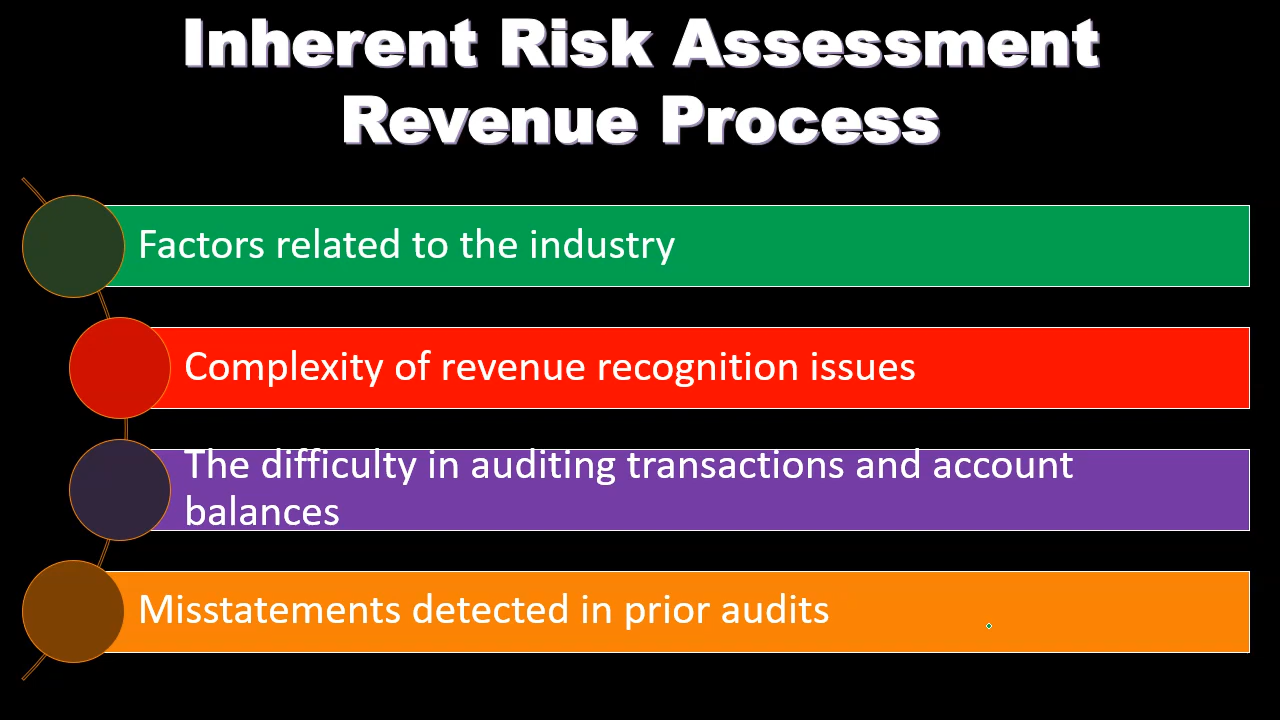 Inherent Risk Assessment
Revenue Process
Factors related to the industry
Complexity of revenue recognition issues
The difficulty in auditing transactions and account
balances
Misstatements detected in prior audits